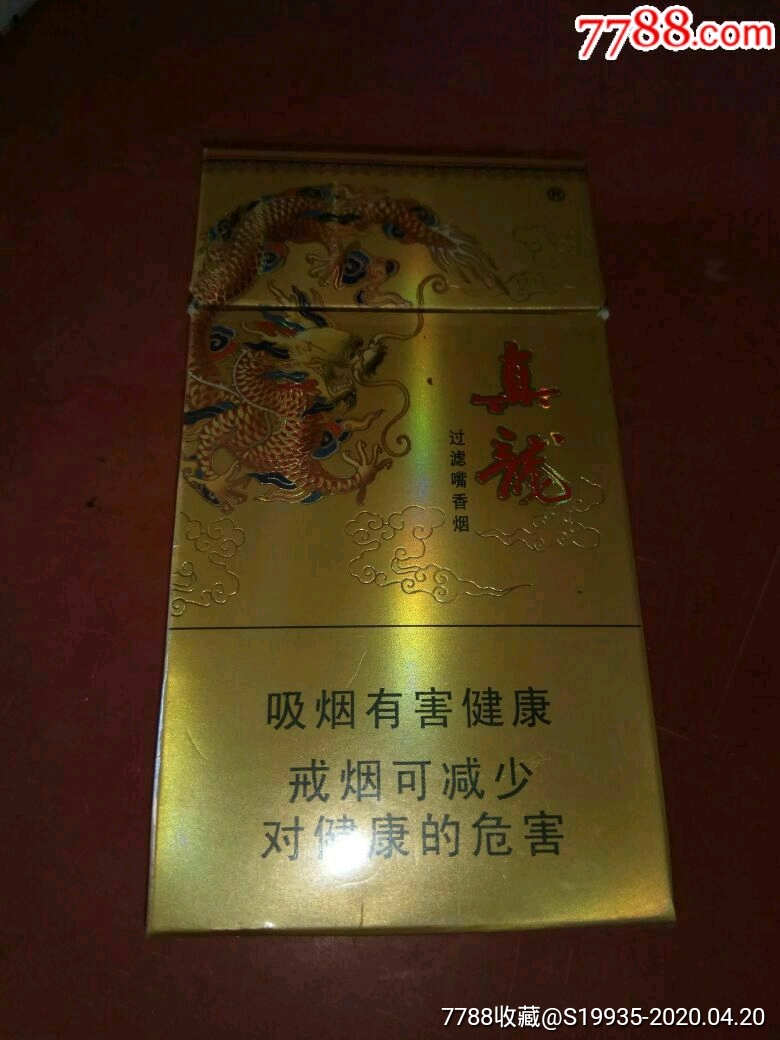 7788.com
®
真龍
过滤嘴香烟
吸烟有害健康
戒烟可减少
对健康的危害
7788收藏@S19935-2020.04.20